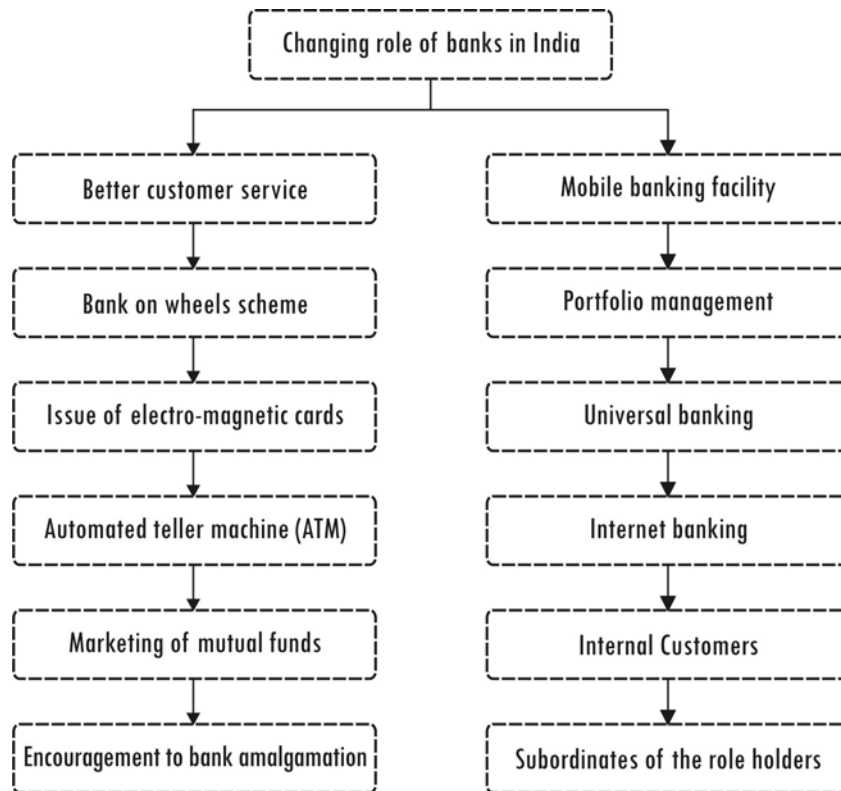 Changing role of banks in India
Better customer service
Bank on wheels scheme
Issue of electro-magnetic cards
Automated teller machine (ATM)
Marketing of mutual funds
Encouragement to bank amalgamation
Mobile banking facility
Portfolio management
Universal banking
Internet banking
Internal Customers
Subordinates of the role holders